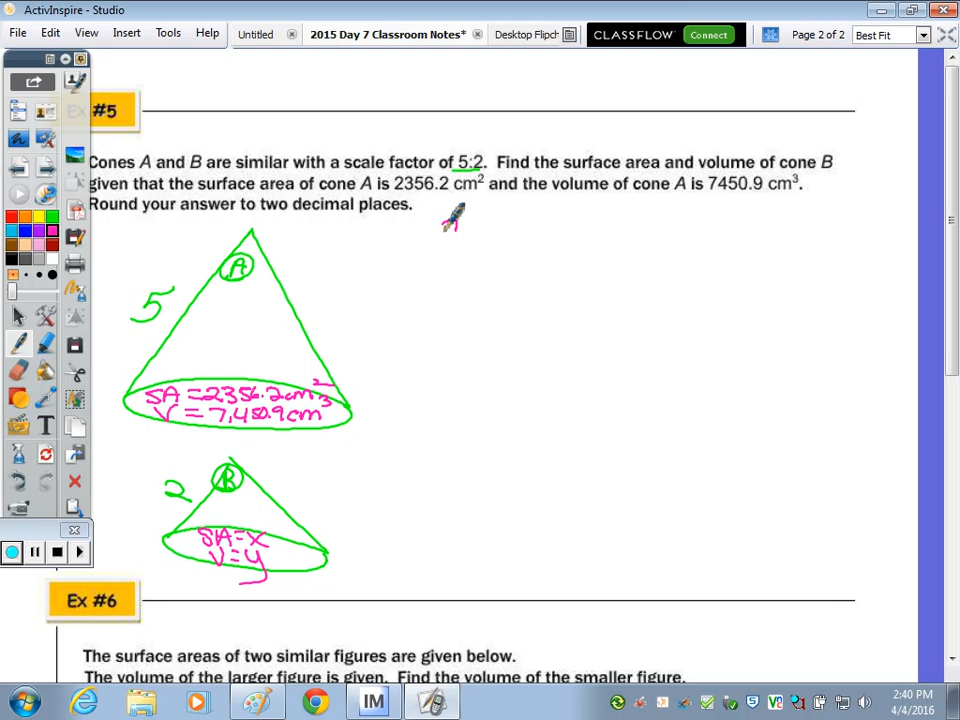 ActivInspire - Studio
File Edit View Insert Tools Help Untitled 2015 Day 7 Classroom Notes* Desktop Flipch CLASSFLOW Connect Page 2 of 2 Best Fit
Ex #5
Cones A and B are similar with a scale factor of 5:2. Find the surface area and volume of cone B
given that the surface area of cone A is 2356.2 cm² and the volume of cone A is 7450.9 cm³.
Round your answer to two decimal places.
A
5
SA = 2356.2cm²
V = 7,450.9cm³
B
2
SA=x
V=y
Ex #6
The surface areas of two similar figures are given below.
The volume of the larger figure is given. Find the volume of the smaller figure.
IM
2:40 PM
4/4/2016